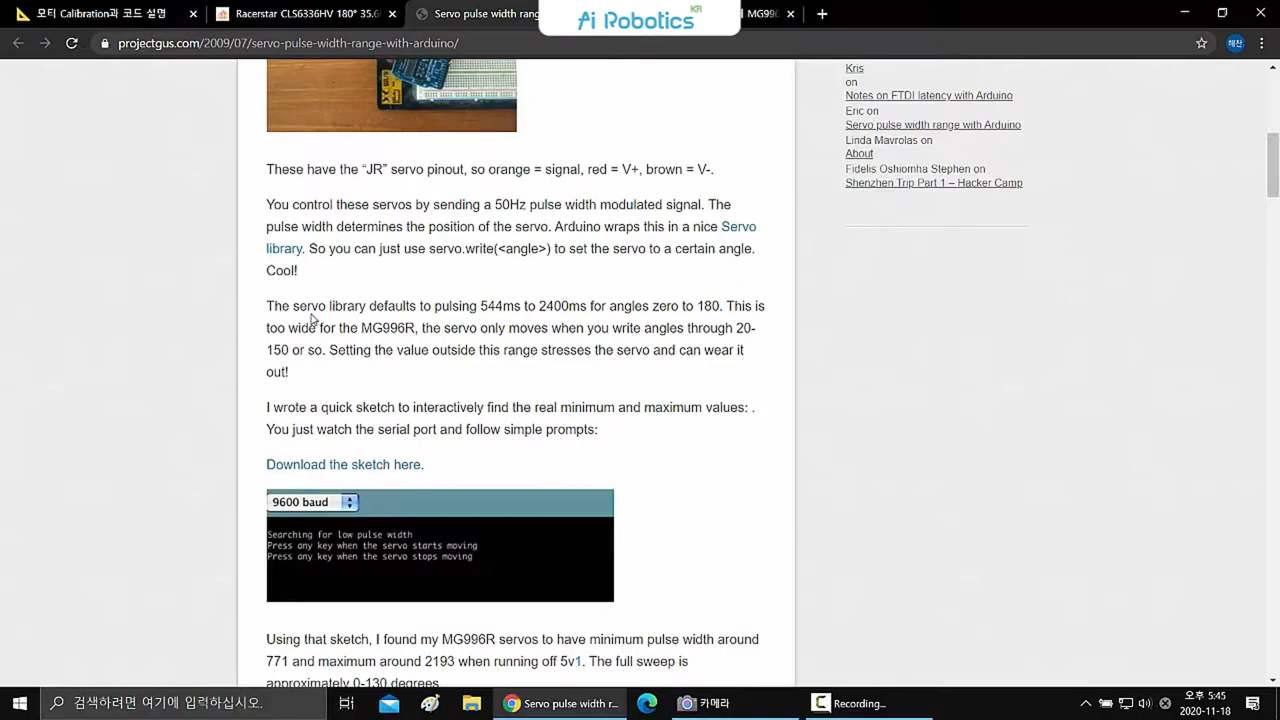 모티 Calibration과 코드 설명
Racerstar CLS6336HV 180° 35.6
Servo pulse width rang
MG996
Ai Robotics KR
projectgus.com/2009/07/servo-pulse-width-range-with-arduino/
해찬
These have the “JR” servo pinout, so orange = signal, red = V+, brown = V-.
You control these servos by sending a 50Hz pulse width modulated signal. The
pulse width determines the position of the servo. Arduino wraps this in a nice Servo
library. So you can just use servo.write(<angle>) to set the servo to a certain angle.
Cool!
The servo library defaults to pulsing 544ms to 2400ms for angles zero to 180. This is
too wide for the MG996R, the servo only moves when you write angles through 20-
150 or so. Setting the value outside this range stresses the servo and can wear it
out!
I wrote a quick sketch to interactively find the real minimum and maximum values: .
You just watch the serial port and follow simple prompts:
Download the sketch here.
9600 baud
Searching for low pulse width
Press any key when the servo starts moving
Press any key when the servo stops moving
Using that sketch, I found my MG996R servos to have minimum pulse width around
771 and maximum around 2193 when running off 5v1. The full sweep is
approximately 0-130 degrees
Kris
on
Notes on FTDI latency with Arduino
Eric on
Servo pulse width range with Arduino
Linda Mavrolas on
About
Fidelis Oshiomha Stephen on
Shenzhen Trip Part 1 – Hacker Camp
검색하려면 여기에 입력하십시오.
Servo pulse width r...
카메라
Recording...
오후 5:45
2020-11-18